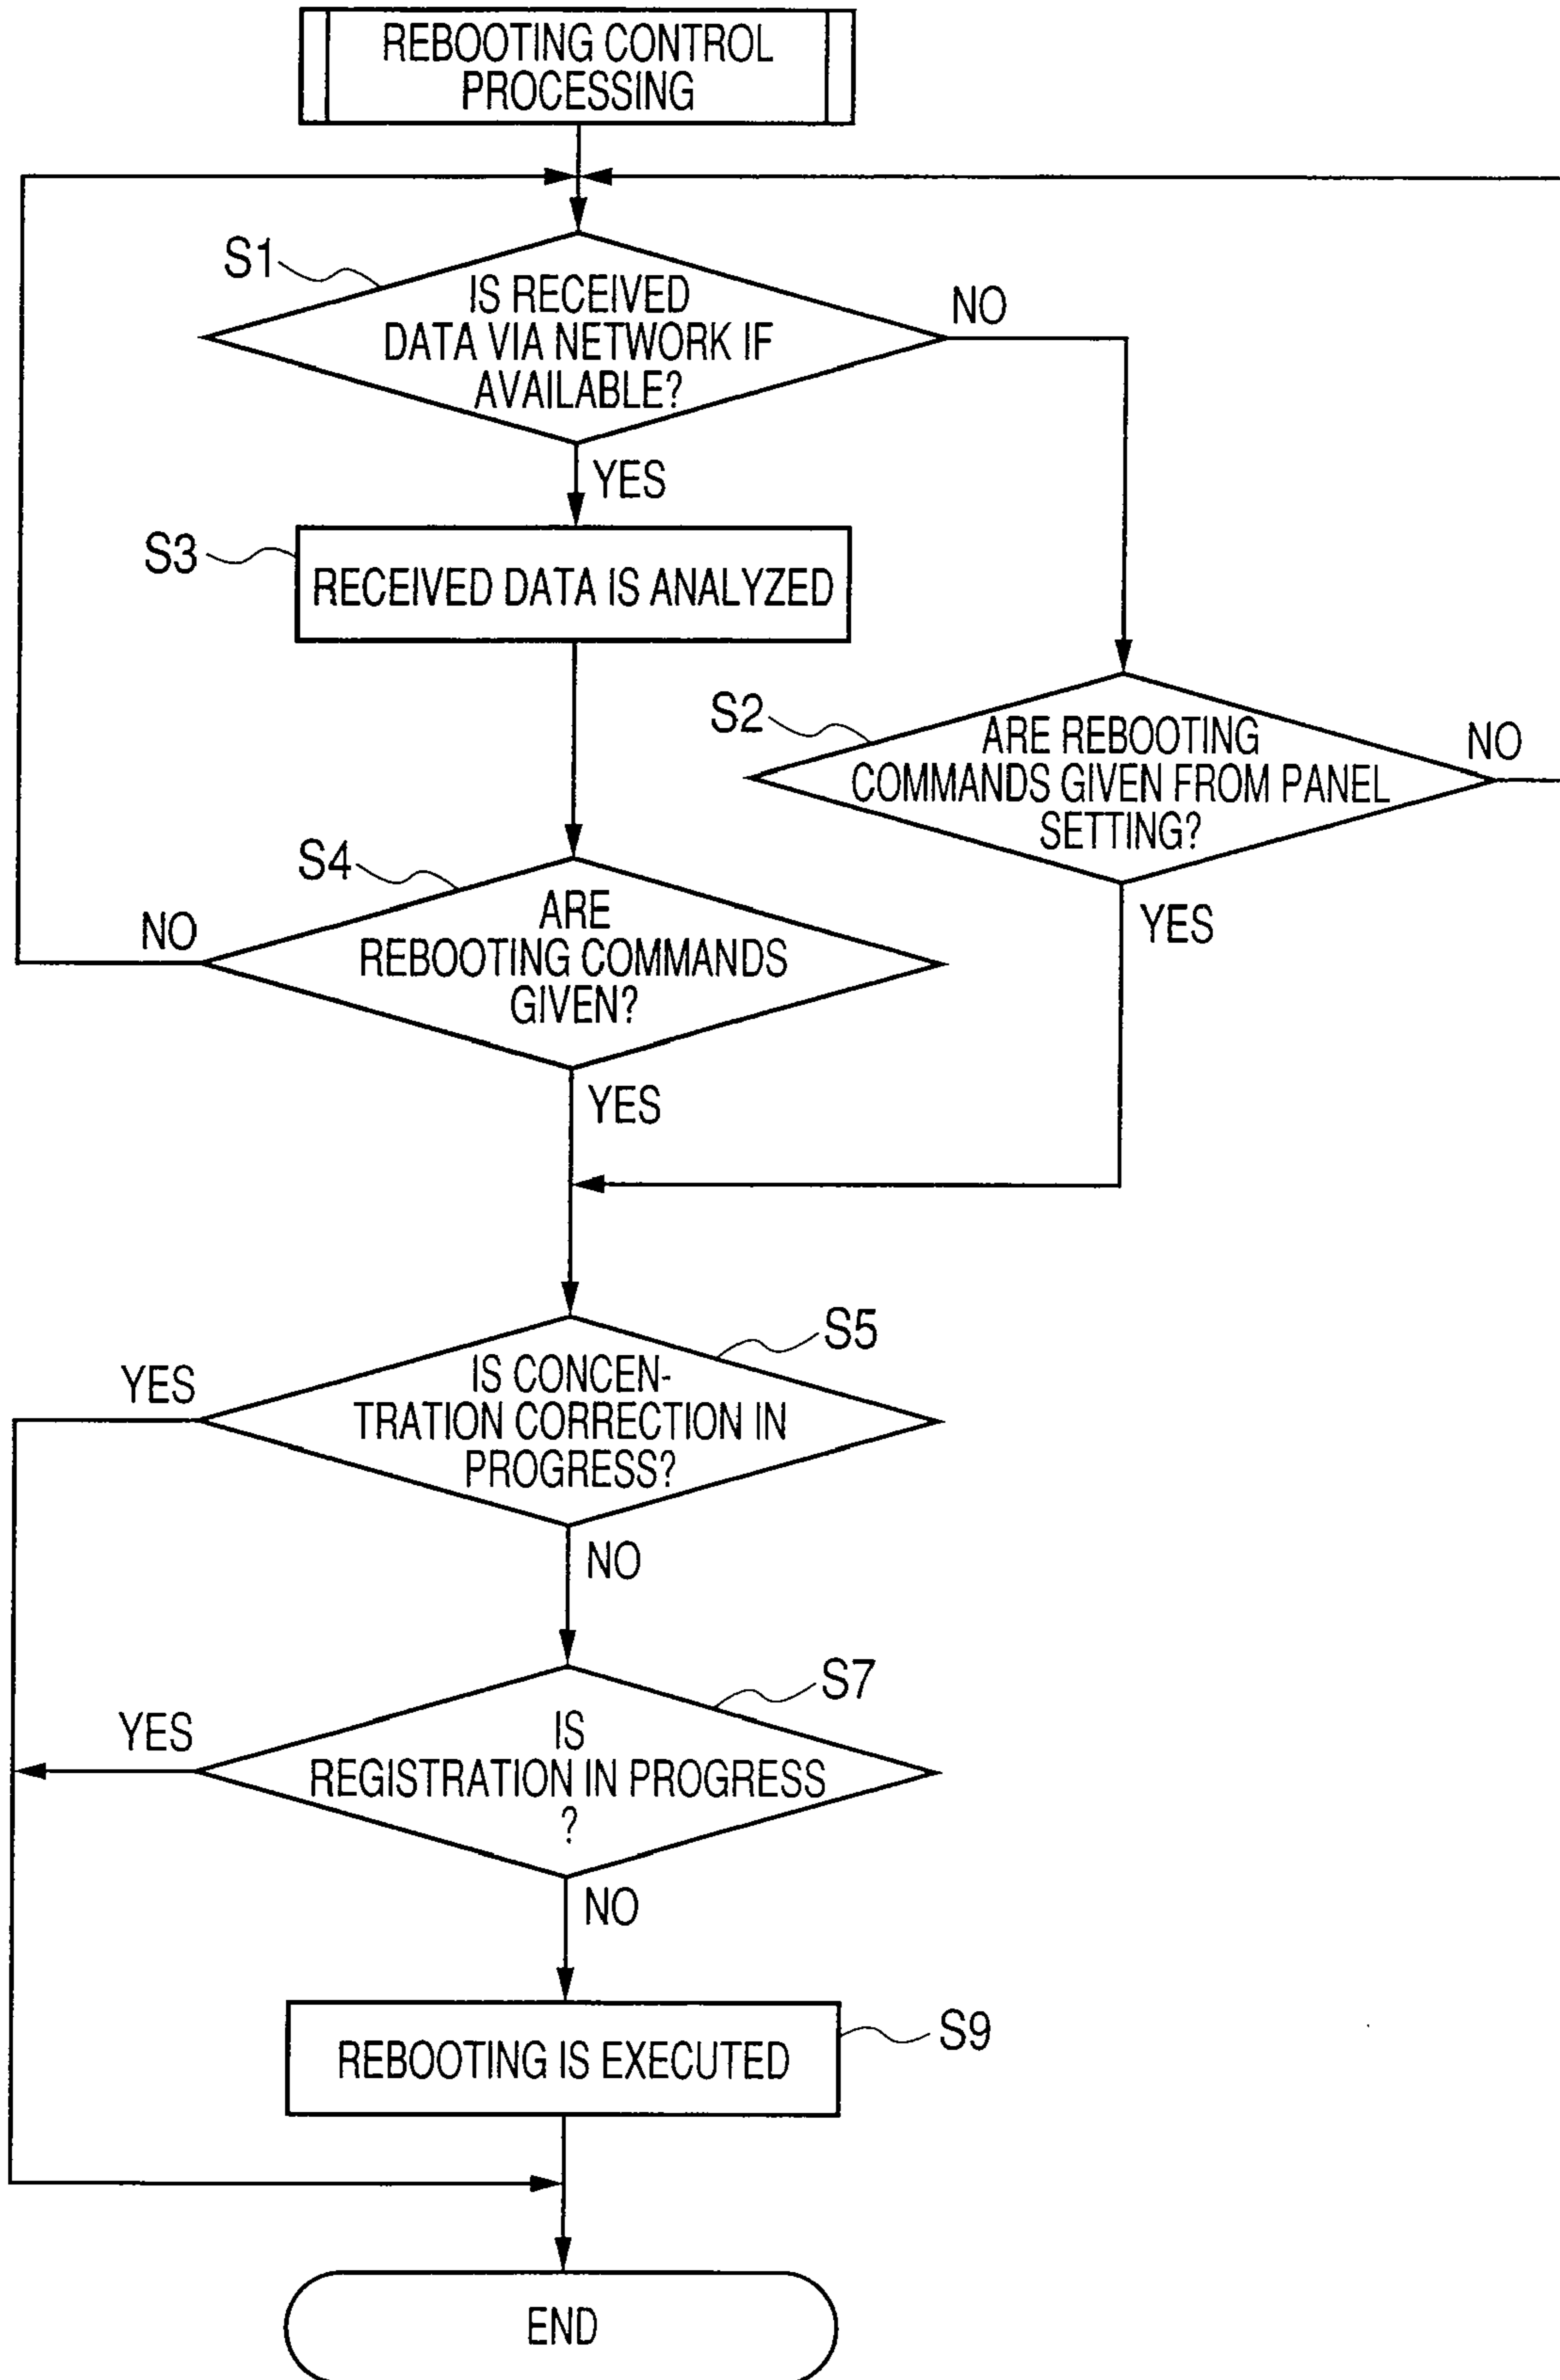 REBOOTING CONTROL
PROCESSING
S1
IS RECEIVED
DATA VIA NETWORK IF
AVAILABLE?
NO
YES
S3
RECEIVED DATA IS ANALYZED
S2
ARE REBOOTING
COMMANDS GIVEN FROM PANEL
SETTING?
NO
YES
S4
ARE
REBOOTING COMMANDS
GIVEN?
NO
YES
S5
IS CONCEN-
TRATION CORRECTION IN
PROGRESS?
YES
NO
S7
IS
REGISTRATION IN PROGRESS
?
YES
NO
REBOOTING IS EXECUTED
S9
END